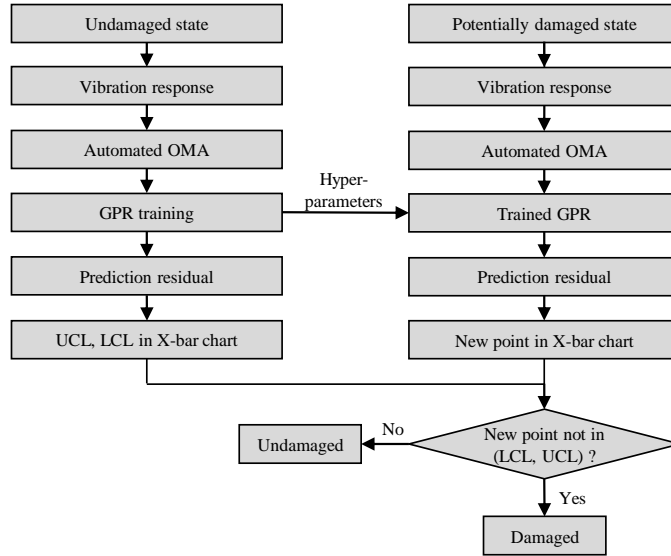 Undamaged state
Potentially damaged state
Vibration response
Vibration response
Automated OMA
Automated OMA
Hyper-
parameters
GPR training
Trained GPR
Prediction residual
Prediction residual
UCL, LCL in X-bar chart
New point in X-bar chart
No
Undamaged
New point not in
(LCL, UCL) ?
Yes
Damaged